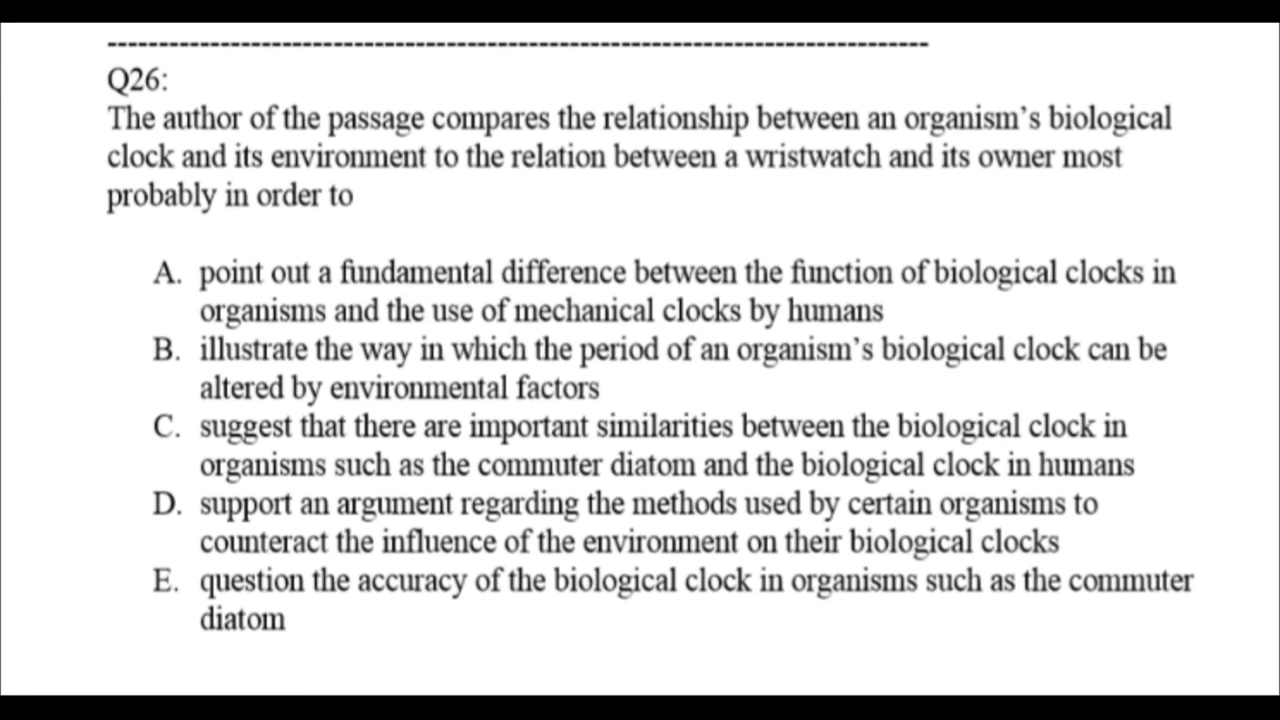 --------------------------------------------------------------------------------
Q26:
The author of the passage compares the relationship between an organism’s biological
clock and its environment to the relation between a wristwatch and its owner most
probably in order to
A. point out a fundamental difference between the function of biological clocks in
organisms and the use of mechanical clocks by humans
B. illustrate the way in which the period of an organism’s biological clock can be
altered by environmental factors
C. suggest that there are important similarities between the biological clock in
organisms such as the commuter diatom and the biological clock in humans
D. support an argument regarding the methods used by certain organisms to
counteract the influence of the environment on their biological clocks
E. question the accuracy of the biological clock in organisms such as the commuter
diatom